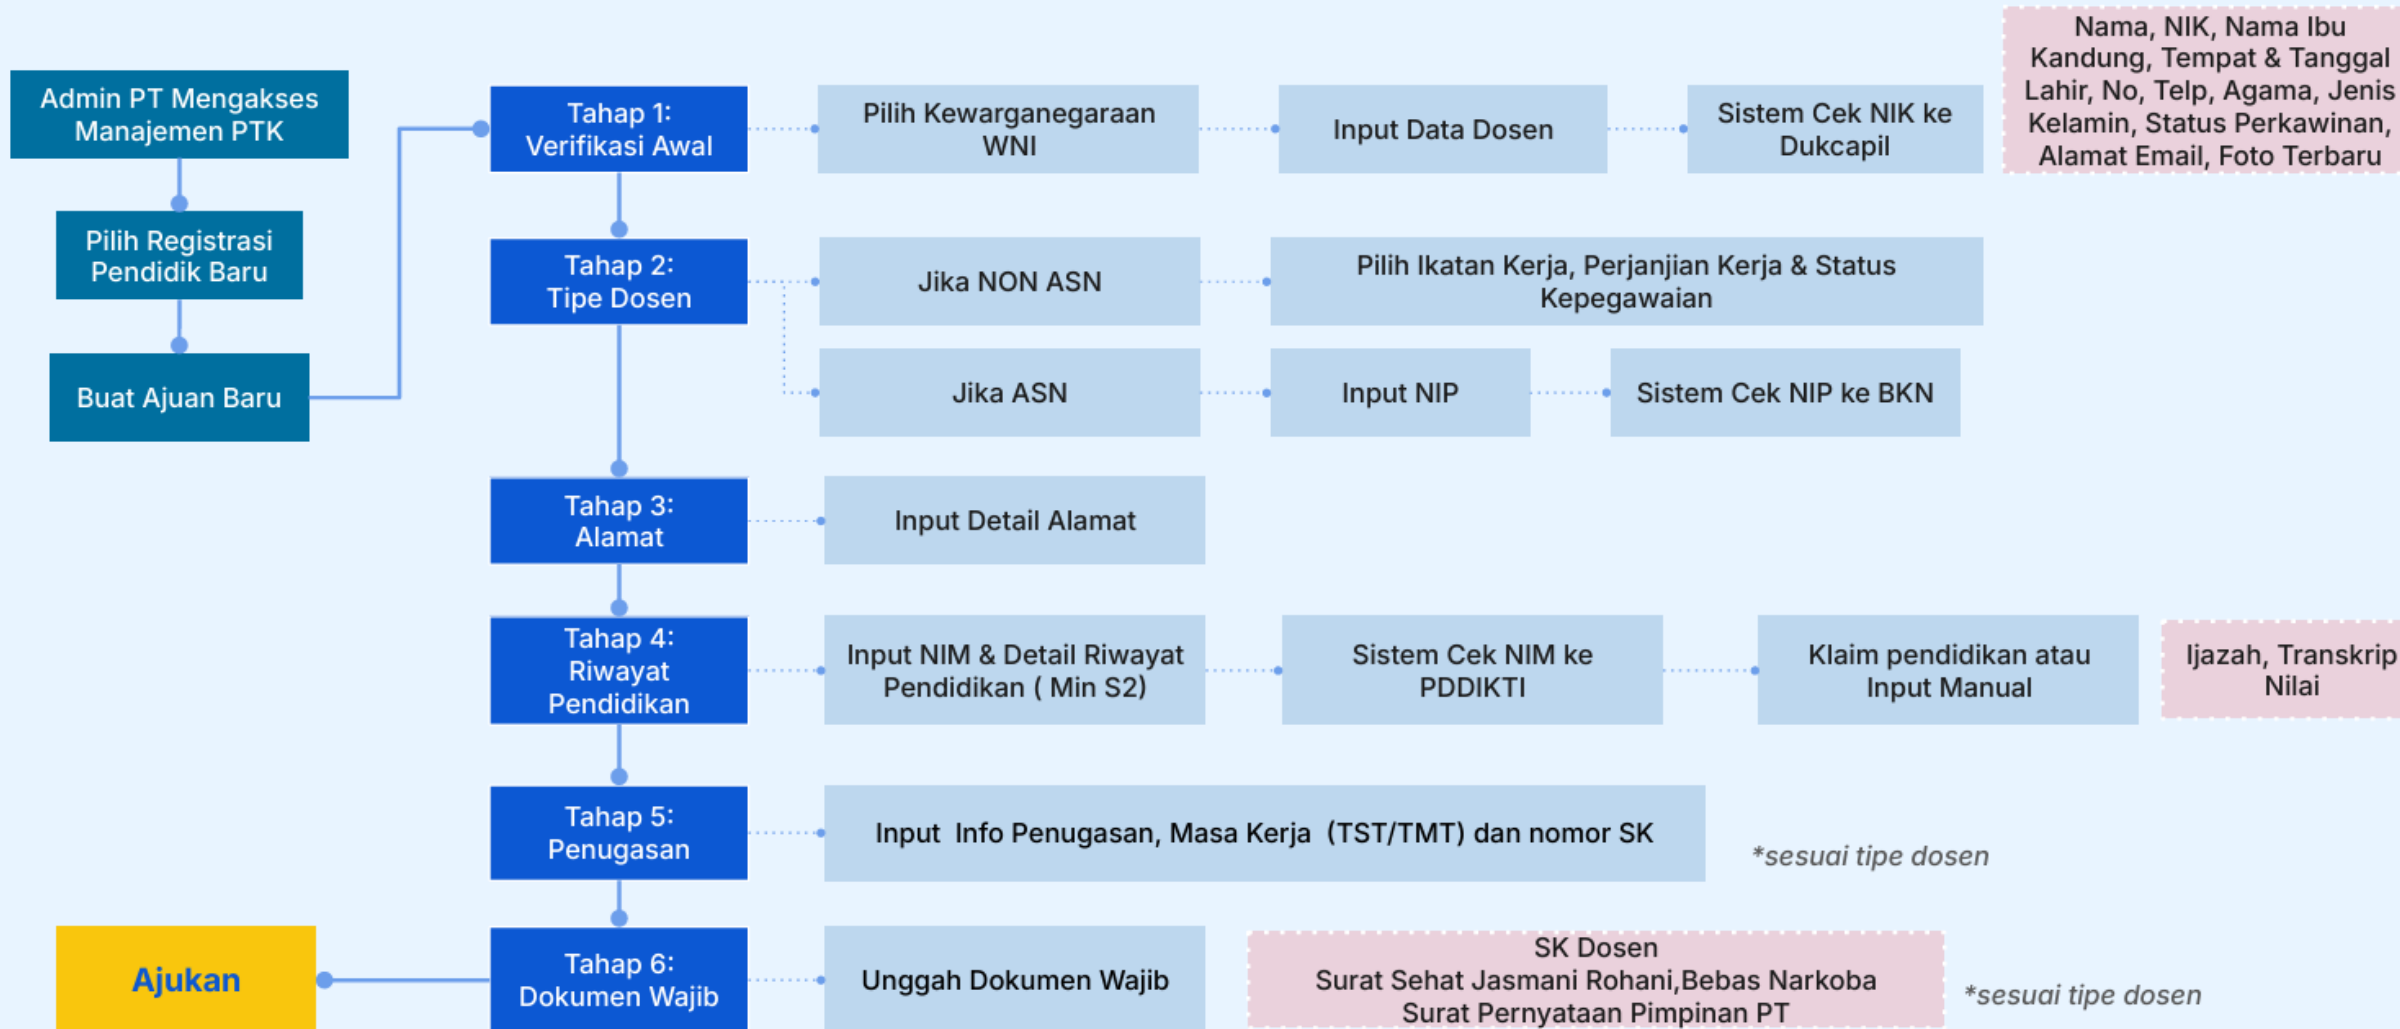 Admin PT Mengakses
Manajemen PTK
Pilih Registrasi
Pendidik Baru
Buat Ajuan Baru
Tahap 1:
Verifikasi Awal
Pilih Kewarganegaraan
WNI
Input Data Dosen
Sistem Cek NIK ke
Dukcapil
Nama, NIK, Nama Ibu
Kandung, Tempat & Tanggal
Lahir, No, Telp, Agama, Jenis
Kelamin, Status Perkawinan,
Alamat Email, Foto Terbaru
Tahap 2:
Tipe Dosen
Jika NON ASN
Pilih Ikatan Kerja, Perjanjian Kerja & Status
Kepegawaian
Jika ASN
Input NIP
Sistem Cek NIP ke BKN
Tahap 3:
Alamat
Input Detail Alamat
Tahap 4:
Riwayat
Pendidikan
Input NIM & Detail Riwayat
Pendidikan ( Min S2)
Sistem Cek NIM ke
PDDIKTI
Klaim pendidikan atau
Input Manual
Ijazah, Transkrip
Nilai
Tahap 5:
Penugasan
Input  Info Penugasan, Masa Kerja  (TST/TMT) dan nomor SK
*sesuai tipe dosen
Tahap 6:
Dokumen Wajib
Unggah Dokumen Wajib
SK Dosen
Surat Sehat Jasmani Rohani,Bebas Narkoba
Surat Pernyataan Pimpinan PT
*sesuai tipe dosen
Ajukan